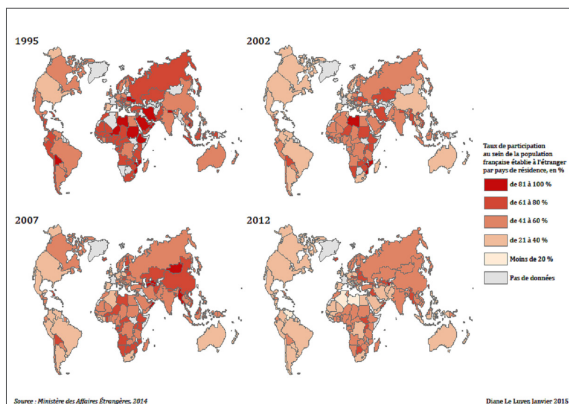 1995
2002
Taux de participation
au sein de la population
française établie à l'étranger
par pays de résidence, en %
de 81 à 100 %
de 61 à 80 %
de 41 à 60 %
de 21 à 40 %
Moins de 20 %
Pas de données
2007
2012
Source : Ministère des Affaires Étrangères, 2014
Diane Le Luyen Janvier 2015